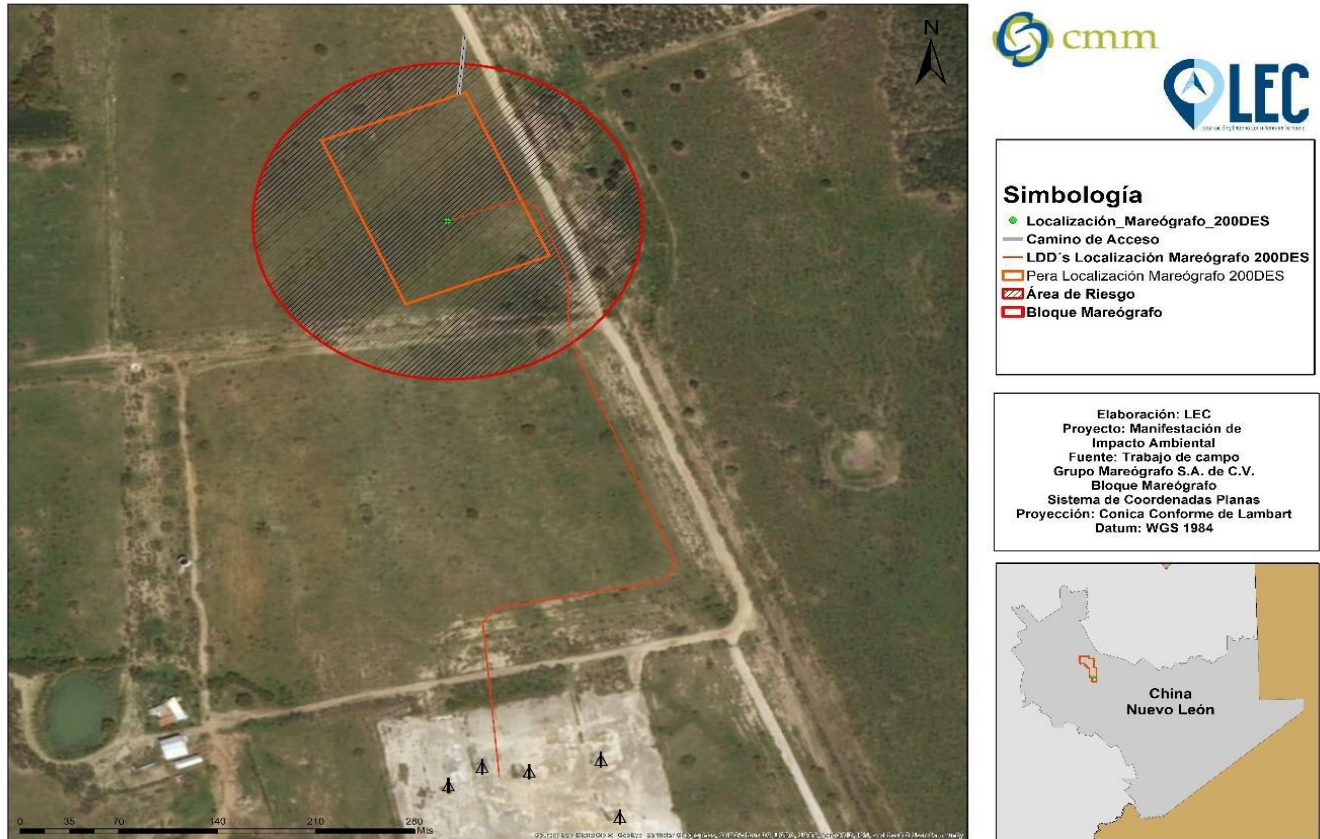 N
0 35 70 140 210 280
Mts
cmm
LEC
Simbología
Localización_Mareógrafo_200DES
Camino de Acceso
LDD´s Localización Mareógrafo 200DES
Pera Localización Mareógrafo 200DES
Área de Riesgo
Bloque Mareógrafo
Elaboración: LEC
Proyecto: Manifestación de
Impacto Ambiental
Fuente: Trabajo de campo
Grupo Mareógrafo S.A. de C.V.
Bloque Mareógrafo
Sistema de Coordenadas Planas
Proyección: Conica Conforme de Lambart
Datum: WGS 1984
China
Nuevo León